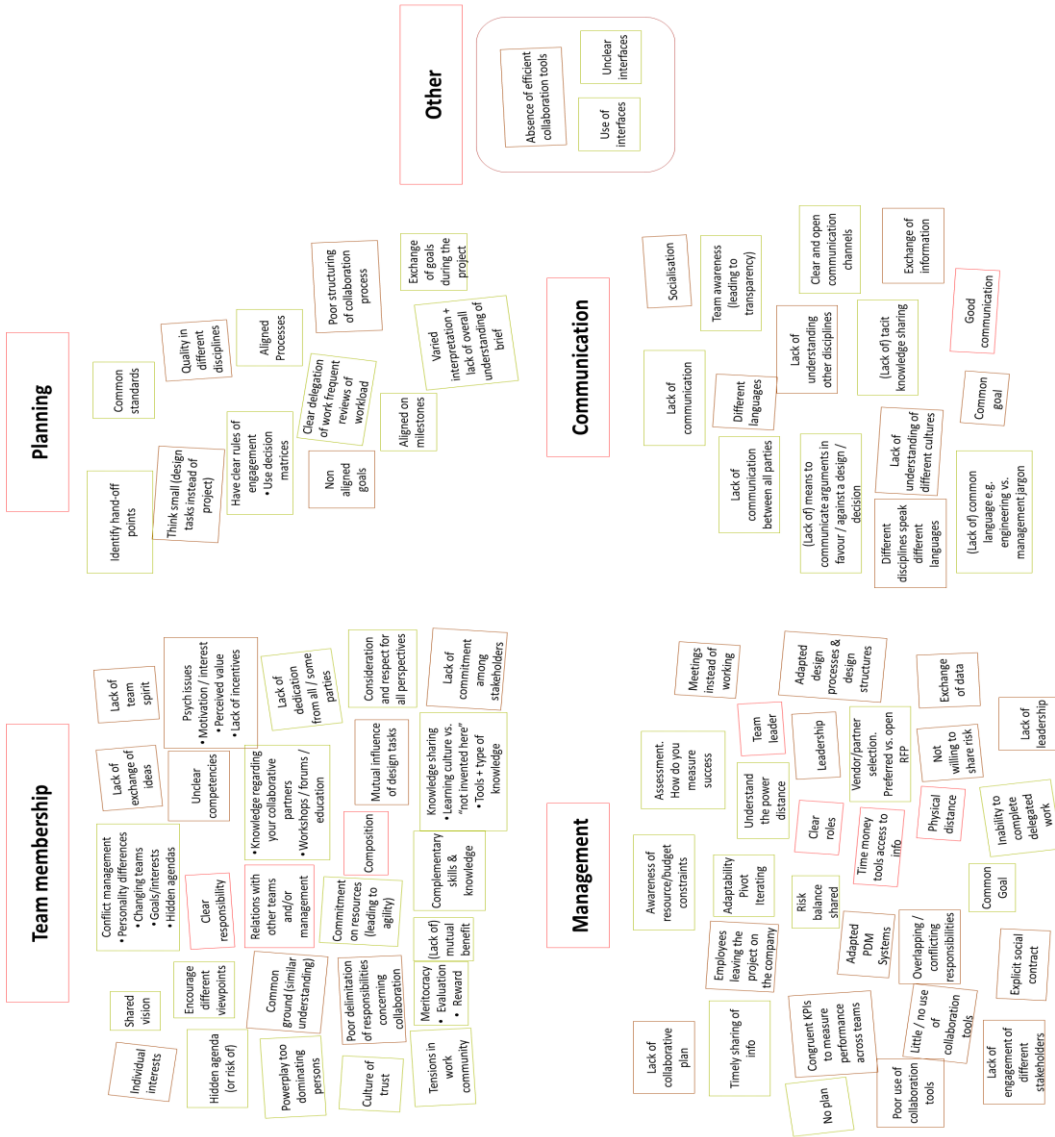 Team membership
Individual
interests
Shared
vision
Conflict management
• Personality differences
• Changing teams
• Goals/interests
• Hidden agendas
Lack of
exchange of
ideas
Lack of
team
spirit
Hidden agenda
(or risk of)
Encourage
different
viewpoints
Clear
responsibility
Unclear
competencies
Psych issues
• Motivation / interest
• Perceived value
• Lack of incentives
Powerplay too
dominating
persons
Common
ground (similar
understanding)
Relations with
other teams
and/or
management
• Knowledge regarding
your collaborative
partners
• Workshops / forums /
education
Lack of
dedication
from all / some
parties
Culture of
trust
Poor delimitation
of responsibilities
concerning
collaboration
Commitment
on resources
(leading to
agility)
Composition
Mutual influence
of design tasks
Consideration
and respect for
all perspectives
Tensions in
work
community
Meritocracy
• Evaluation
• Reward
(Lack of)
mutual
benefit
Complementary
skills &
knowledge
Knowledge sharing
• Learning culture vs.
“not invented here”
• Tools + type of
knowledge
Lack of
commitment
among
stakeholders
Planning
Identify hand-off
points
Common
standards
Think small (design
tasks instead of
project)
Quality in
different
disciplines
Have clear rules of
engagement
• Use decision
matrices
Aligned
Processes
Non
aligned
goals
Clear delegation
of work frequent
reviews of
workload
Poor structuring
of collaboration
process
Aligned on
milestones
Varied
interpretation +
lack of overall
understanding of
brief
Exchange
of goals
during the
project
Other
Absence of efficient
collaboration tools
Use of
interfaces
Unclear
interfaces
Management
Lack of
collaborative
plan
Awareness of
resource/budget
constraints
Assessment.
How do you
measure
success
Meetings
instead of
working
Timely sharing of
info
Employees
leaving the
project on
the company
Adaptability
Pivot
Iterating
Understand
the power
distance
Team
leader
No plan
Congruent KPIs
to measure
performance
across teams
Risk
balance
shared
Clear
roles
Leadership
Adapted
design
processes &
design
structures
Poor use of
collaboration
tools
Adapted
PDM
Systems
Time money
tools access to
info
Vendor/partner
selection.
Preferred vs. open
RFP
Little / no use
of
collaboration
tools
Overlapping /
conflicting
responsibilities
Physical
distance
Not
willing to
share risk
Exchange
of data
Lack of
engagement of
different
stakeholders
Explicit social
contract
Common
Goal
Inability to
complete
delegated
work
Lack of
leadership
Communication
Lack of
communication
Socialisation
Lack of
communication
between all parties
Different
languages
Team awareness
(leading to
transparency)
(Lack of) means to
communicate arguments in
favour / against a design /
decision
Lack of
understanding
other disciplines
Clear and open
communication
channels
Different
disciplines speak
different
languages
Lack of
understanding of
different cultures
(Lack of) tacit
knowledge sharing
Exchange of
information
(Lack of) common
language e.g.
engineering vs.
management jargon
Common
goal
Good
communication